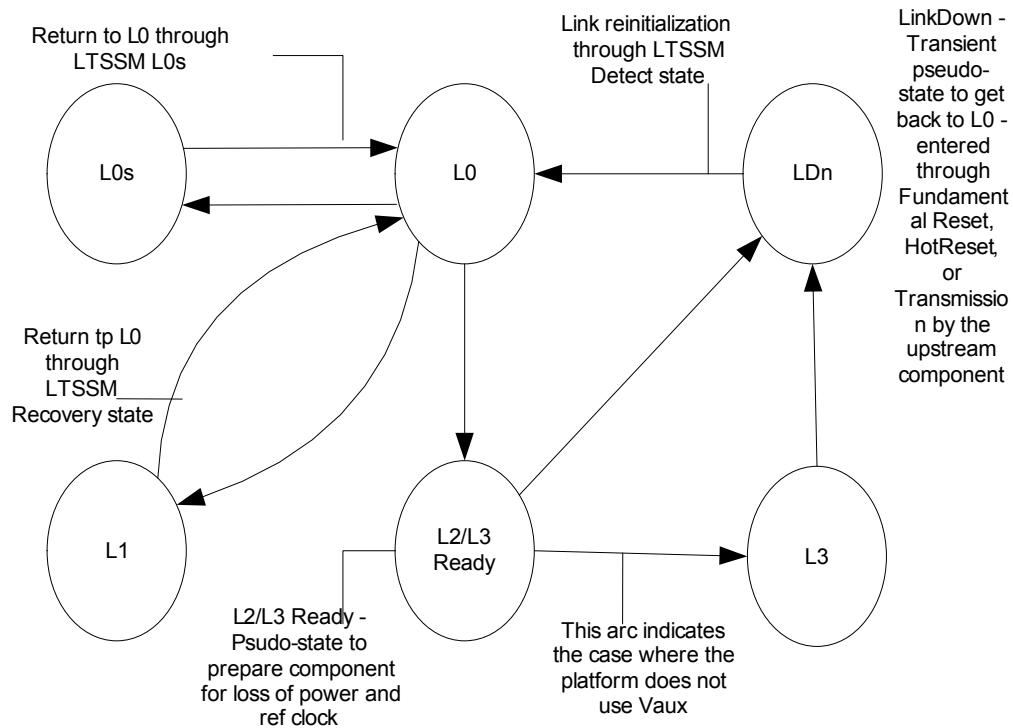 Return to L0 through
LTSSM L0s
Link reinitialization
through LTSSM
Detect state
LinkDown -
Transient
pseudo-
state to get
back to L0 -
entered
through
Fundament
al Reset,
HotReset,
or
Transmissio
n by the
upstream
component
L0s
L0
LDn
Return tp L0
through
LTSSM
Recovery state
L1
L2/L3
Ready
L3
L2/L3 Ready -
Psudo-state to
prepare component
for loss of power and
ref clock
This arc indicates
the case where the
platform does not
use Vaux